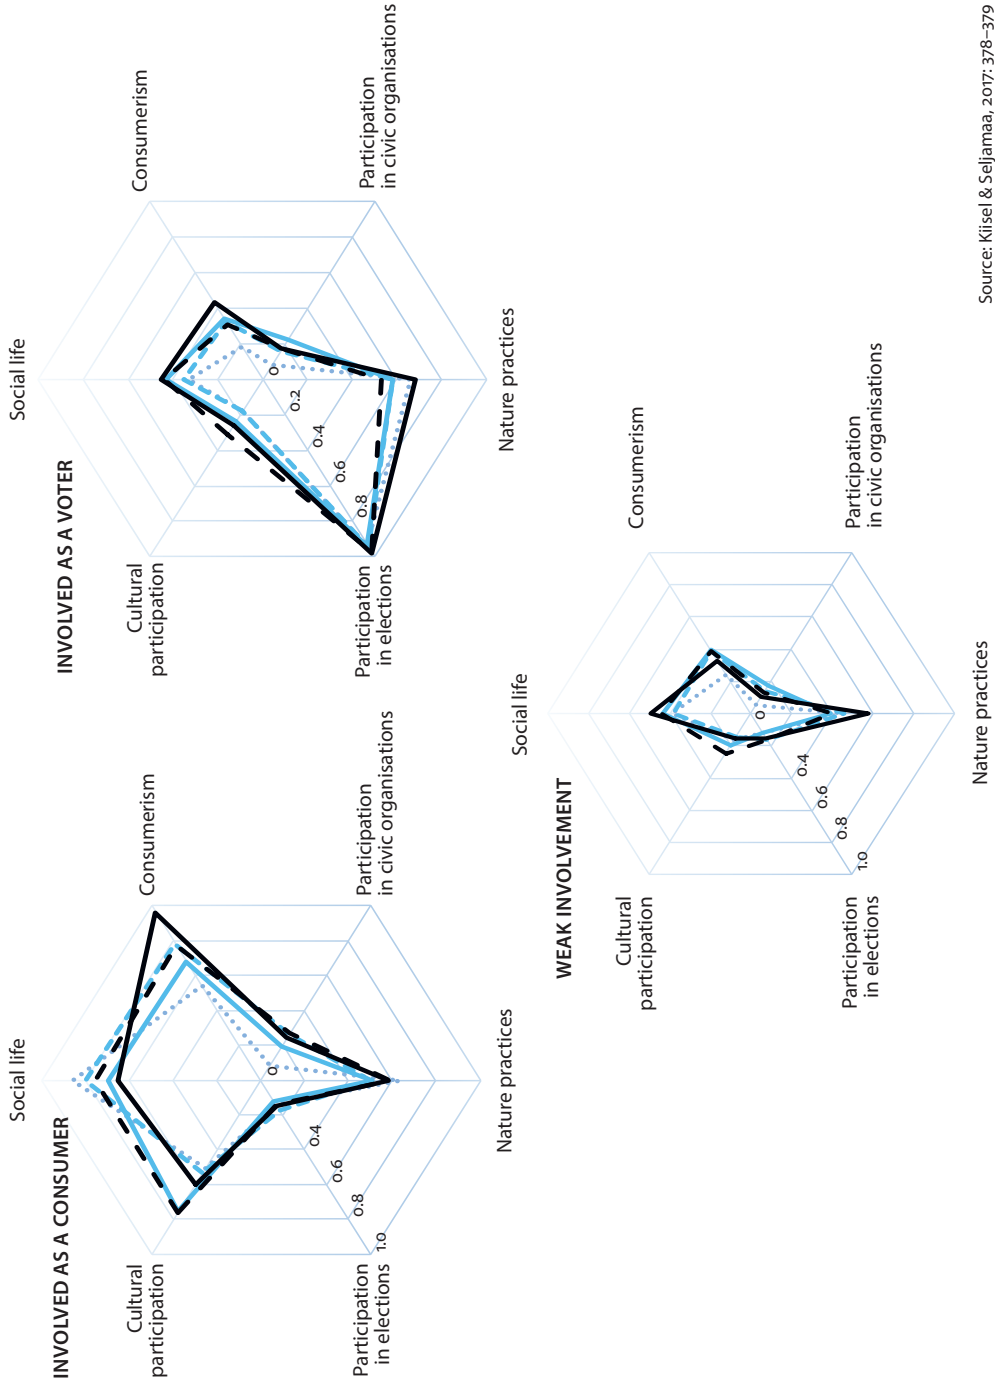 INVOLVED AS A CONSUMER
Social life
Consumerism
Participation
in civic organisations
Nature practices
Participation
in elections
Cultural
participation
0
0.4
0.6
0.8
1.0
INVOLVED AS A VOTER
Social life
Consumerism
Participation
in civic organisations
Nature practices
Participation
in elections
Cultural
participation
0
0.2
0.4
0.6
0.8
WEAK INVOLVEMENT
Social life
Consumerism
Participation
in civic organisations
Nature practices
Participation
in elections
Cultural
participation
0
0.4
0.6
0.8
1.0
Source: Kiisel & Seljamaa, 2017: 378–379